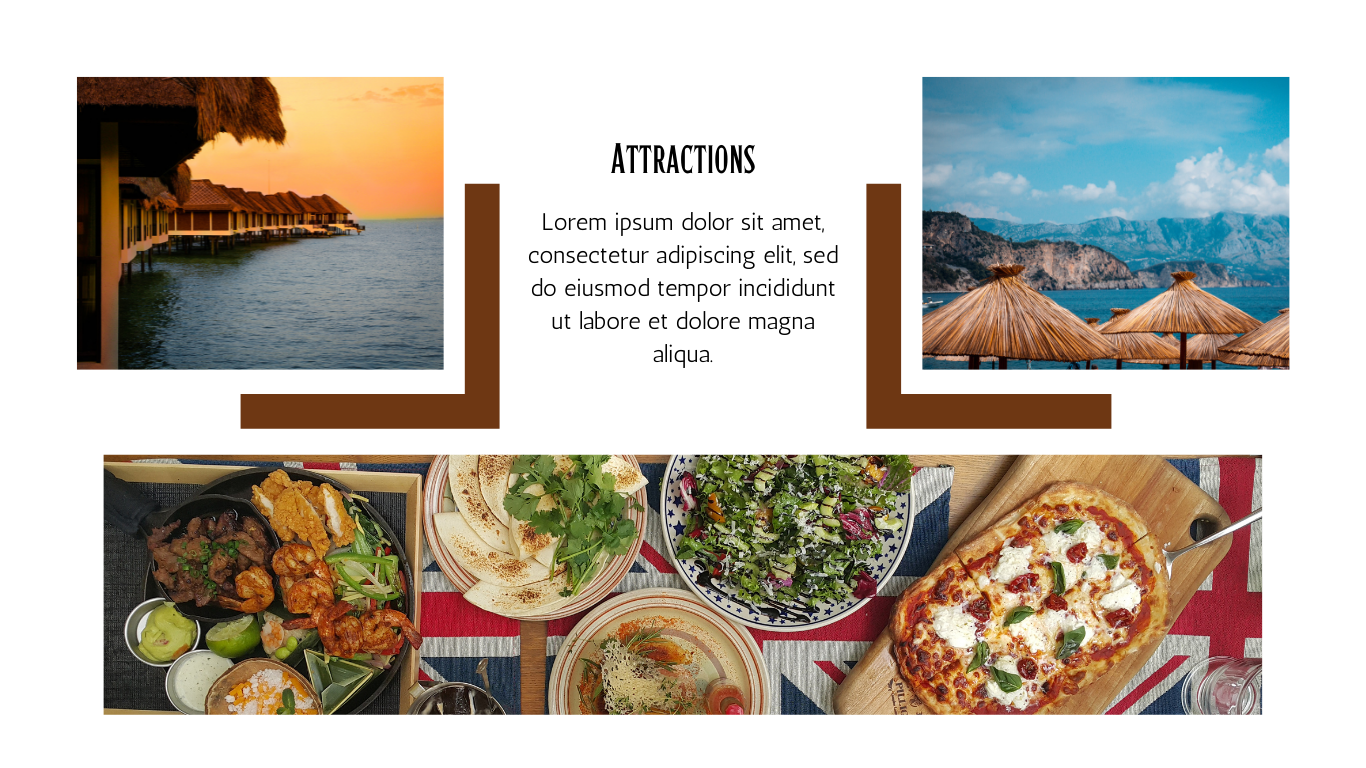 Attractions
Lorem ipsum dolor sit amet,
consectetur adipiscing elit, sed
do eiusmod tempor incididunt
ut labore et dolore magna
aliqua.